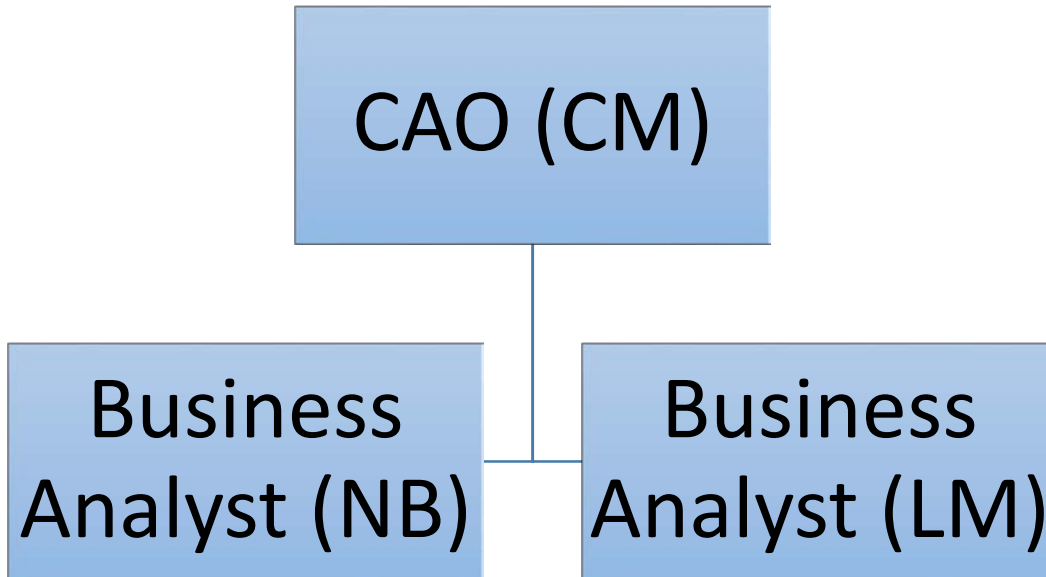 CAO (CM)
Business
Analyst (NB)
Business
Analyst (LM)